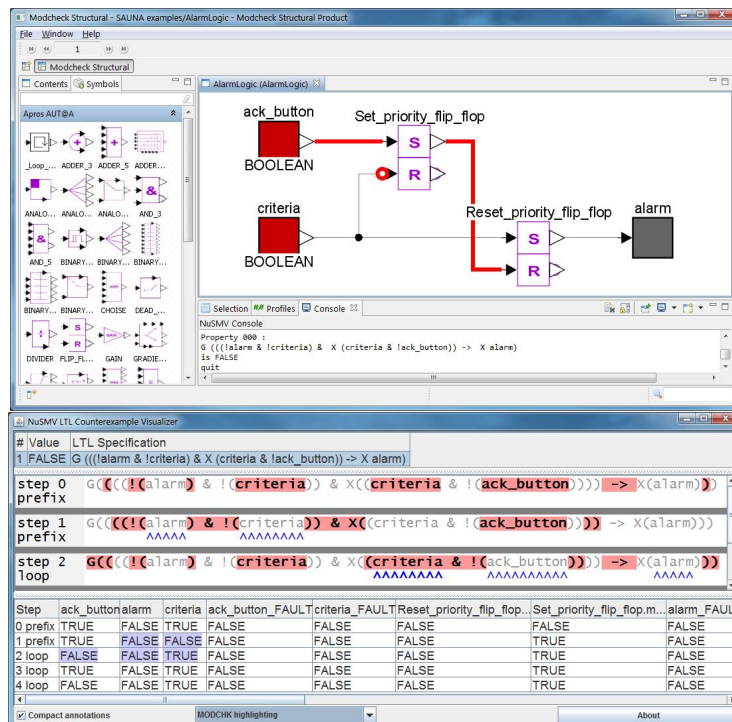 Modcheck Structural - SAUNA examples/AlarmLogic - Modcheck Structural Product
File Window Help
1
Modcheck Structural
Contents Symbols
AlarmLogic (AlarmLogic)
Apros AUT@A
_Loop_... ADDER_3 ADDER_5 ADDER...
ANALO... ANALO... ANALO... AND_3
&
AND_5 BINARY... BINARY... BINARY...
&
BINARY... BINARY... CHOISE DEAD_...
DIVIDER FLIP_FL... GAIN GRADIE...
S
R
GAIN
ack_button
BOOLEAN
Set_priority_flip_flop
S
R
criteria
BOOLEAN
Reset_priority_flip_flop
S
R
alarm
Selection Profiles Console
NuSMV Console
Property 000 :
G (((!alarm & !criteria) & X (criteria & !ack_button)) -> X alarm)
is FALSE
quit
NuSMV LTL Counterexample Visualizer
# Value LTL Specification
1 FALSE G (((!alarm & !criteria) & X (criteria & !ack_button)) -> X alarm)
step 0 G((((!(alarm) & !(criteria)) & X((criteria & !(ack_button)))) -> X(alarm)))
prefix
step 1 G((((!(alarm) & !(criteria)) & X((criteria & !(ack_button)))) -> X(alarm)))
prefix ^^^^^ ^^^^^^^^
step 2 G((((!(alarm) & !(criteria)) & X((criteria & !(ack_button)))) -> X(alarm)))
loop ^^^^^^^^ ^^^^^^^^^^ ^^^^^
Step ack_button alarm criteria ack_button_FAULT criteria_FAULT Reset_priority_flip_flop... Set_priority_flip_flop.m... alarm_FAUL
0 prefix TRUE FALSE TRUE FALSE FALSE FALSE FALSE FALSE
1 prefix TRUE FALSE FALSE FALSE FALSE FALSE TRUE FALSE
2 loop FALSE FALSE TRUE FALSE FALSE FALSE TRUE FALSE
3 loop TRUE FALSE TRUE FALSE FALSE FALSE TRUE FALSE
4 loop FALSE FALSE TRUE FALSE FALSE FALSE TRUE FALSE
Compact annotations MODCHK highlighting About